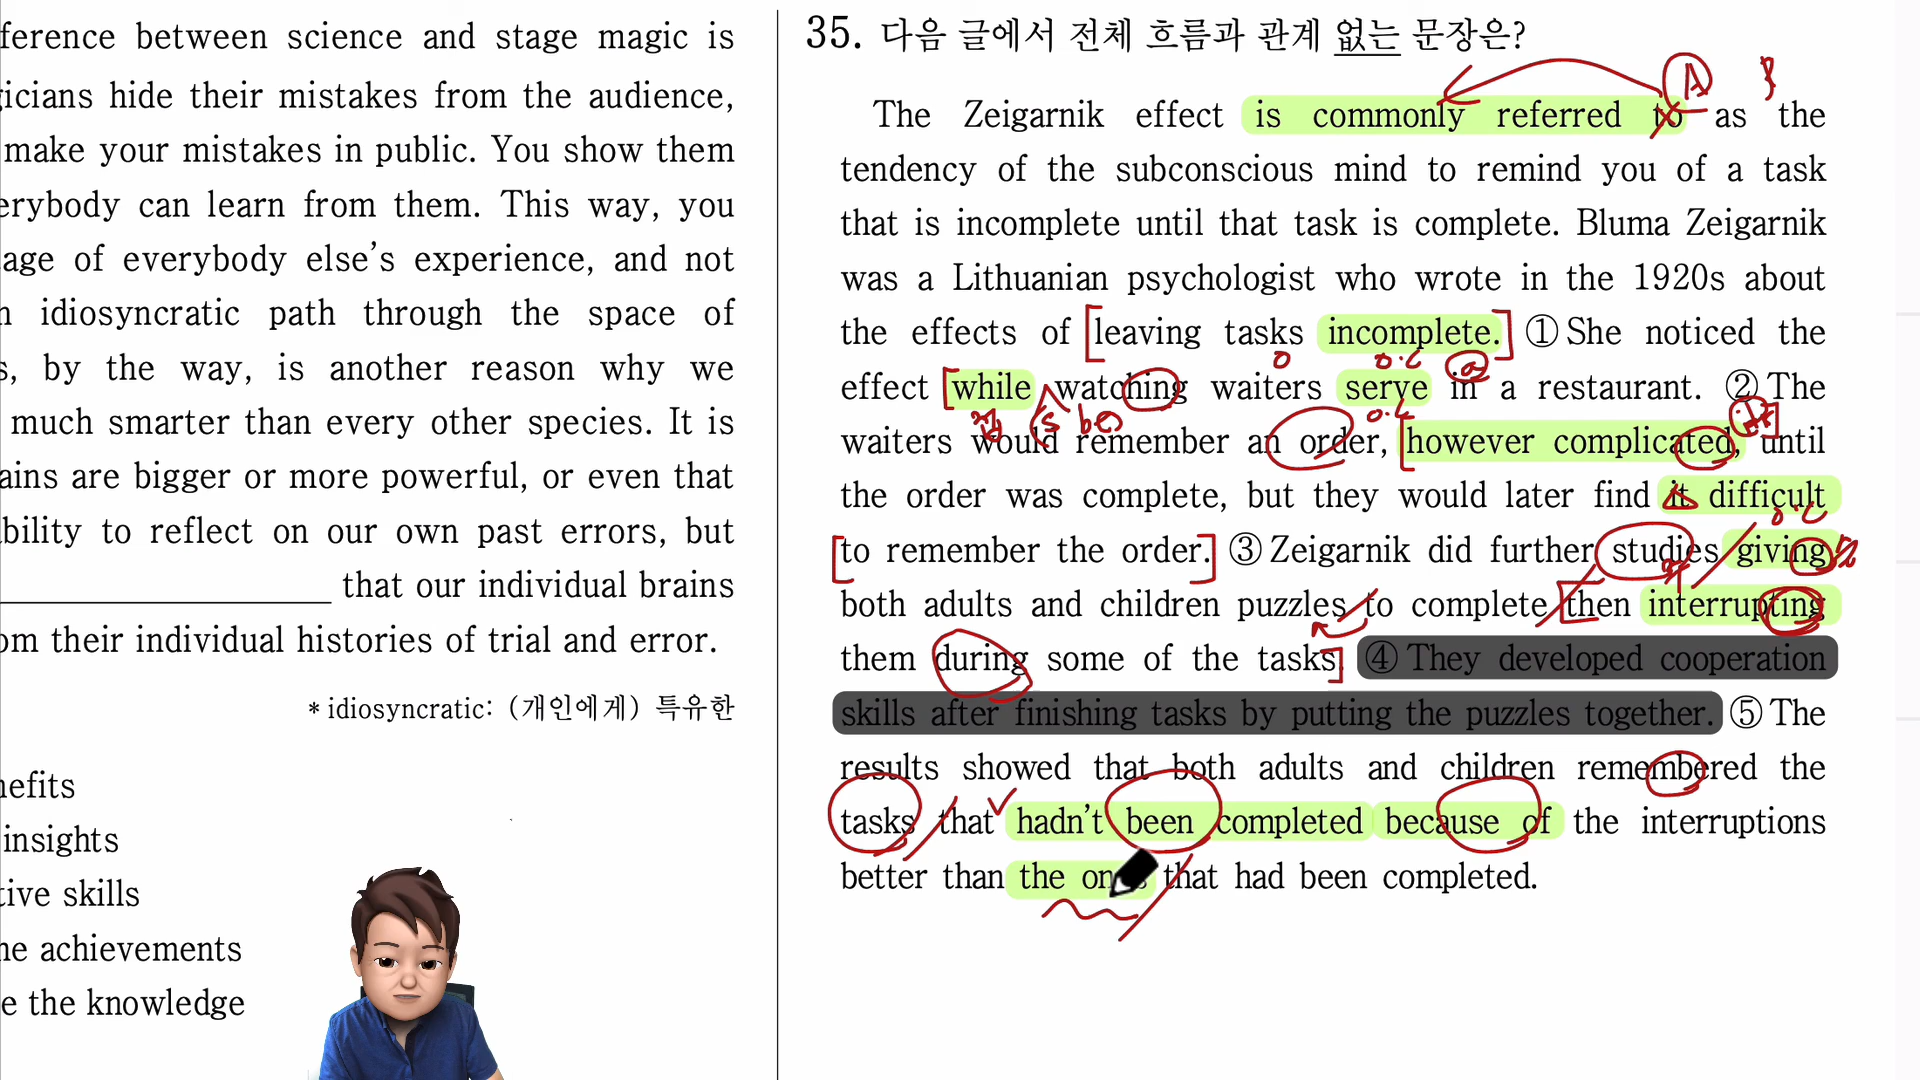 ference between science and stage magic is
gicians hide their mistakes from the audience,
make your mistakes in public. You show them
erybody can learn from them. This way, you
age of everybody else's experience, and not
n idiosyncratic path through the space of
s, by the way, is another reason why we
much smarter than every other species. It is
ains are bigger or more powerful, or even that
bility to reflect on our own past errors, but
that our individual brains
om their individual histories of trial and error.
* idiosyncratic: (개인에게) 특유한
nefits
insights
tive skills
ne achievements
e the knowledge
35. 다음 글에서 전체 흐름과 관계 없는 문장은?
A
The Zeigarnik effect is commonly referred to as the
tendency of the subconscious mind to remind you of a task
that is incomplete until that task is complete. Bluma Zeigarnik
was a Lithuanian psychologist who wrote in the 1920s about
the effects of leaving tasks incomplete. ① She noticed the
o o.c
effect while watching waiters serve in a restaurant. ② The
o.c
waiters would remember an order, however complicated, until
the order was complete, but they would later find it difficult
o.c
to remember the order. ③ Zeigarnik did further studies giving
both adults and children puzzles to complete then interrupting
them during some of the tasks. ④ They developed cooperation
skills after finishing tasks by putting the puzzles together. ⑤ The
results showed that both adults and children remembered the
tasks that hadn't been completed because of the interruptions
better than the on that had been completed.